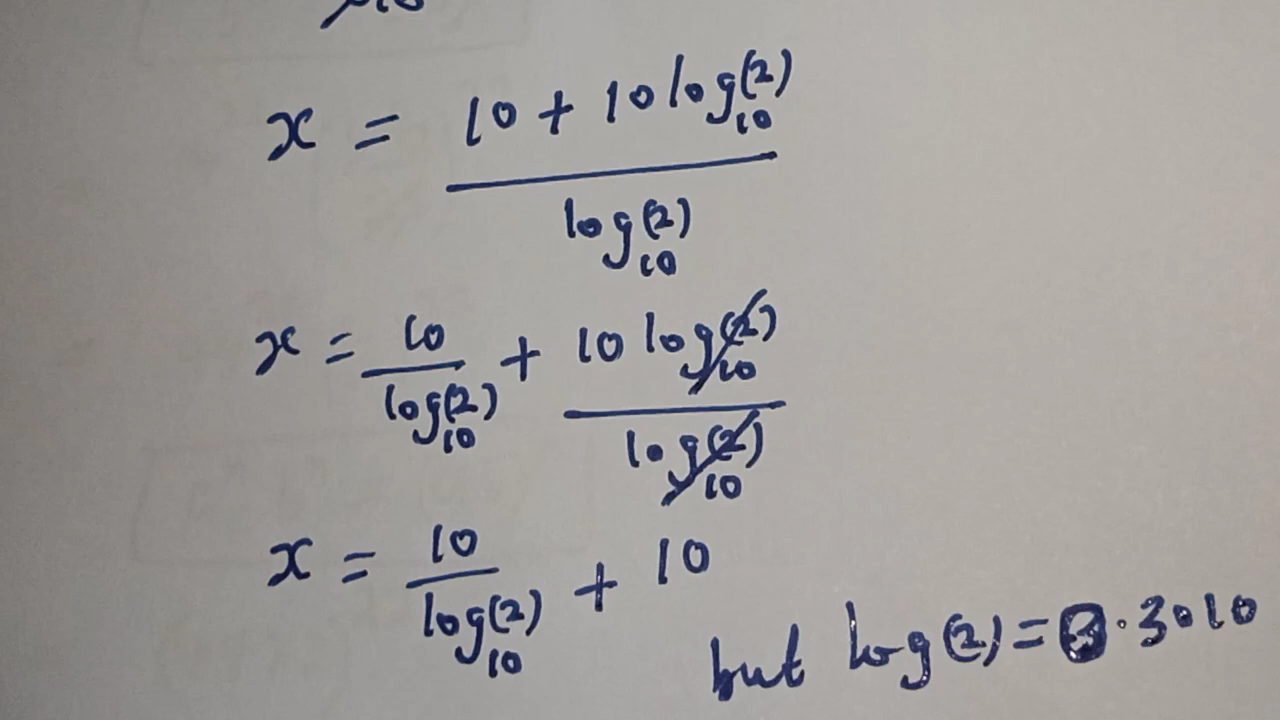 x = 10 + 10 log₁₀(2)
log₁₀(2)
x = 10 / log₁₀(2) + 10 log₁₀(2) / log₁₀(2)
x = 10 / log₁₀(2) + 10
but log(2) = 0.3010